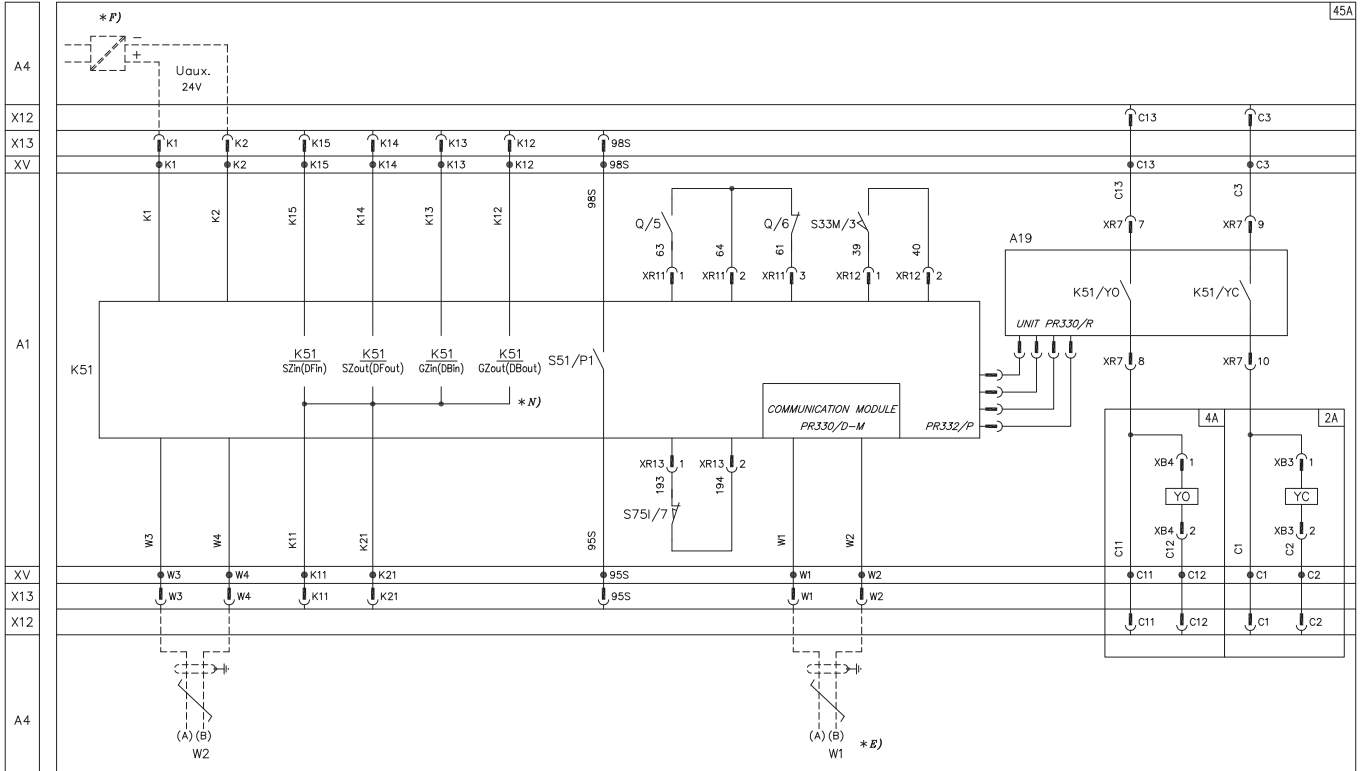 45A
*F)
−
+
A4
Uaux.
24V
X12
C13
C3
X13
K1
K2
K15
K14
K13
K12
98S
XV
K1
K2
K15
K14
K13
K12
98S
C13
C3
K1
K2
K15
K14
K13
K12
98S
C13
C3
Q/5
Q/6
S33M/3
XR7 7
XR7 9
63
64
61
39
40
A19
XR11 1
XR11 2
XR11 3
XR12 1
XR12 2
K51/YO
K51/YC
UNIT PR330/R
A1
K51
K51
SZin(DFin)
K51
SZout(DFout)
K51
GZin(DBin)
K51
GZout(DBout)
S51/P1
XR7 8
XR7 10
*N)
COMMUNICATION MODULE
PR330/D-M
PR332/P
4A
2A
XR13 1
XR13 2
XB4 1
XB3 1
193
194
YO
YC
S75I/7
XB4 2
XB3 2
W3
W4
K11
K21
95S
W1
W2
C11
C12
C1
C2
XV
W3
W4
K11
K21
95S
W1
W2
C11
C12
C1
C2
X13
W3
W4
K11
K21
95S
W1
W2
X12
C11
C12
C1
C2
A4
(A) (B)
W2
(A) (B)
W1
*E)